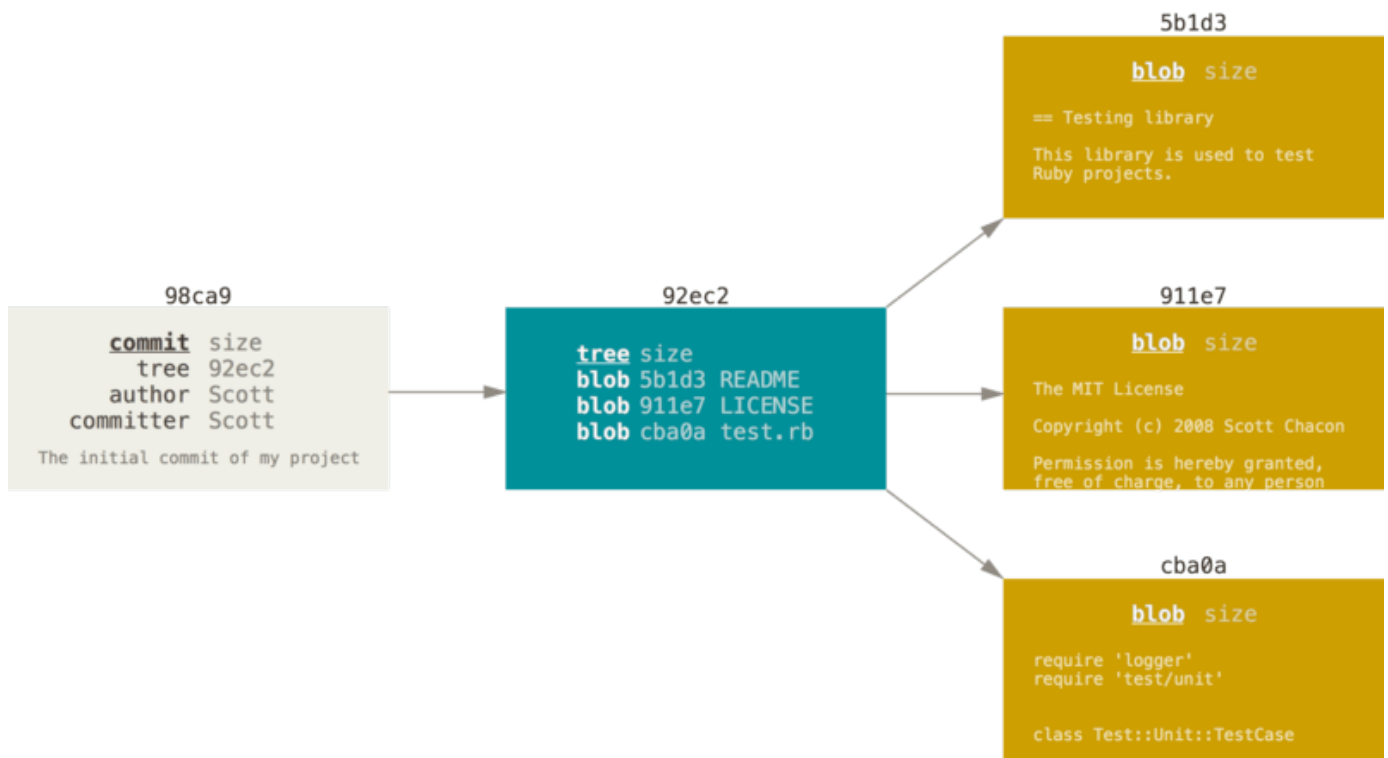 98ca9
commit size
tree 92ec2
author Scott
committer Scott
The initial commit of my project
92ec2
tree size
blob 5b1d3 README
blob 911e7 LICENSE
blob cba0a test.rb
5b1d3
blob size
== Testing library
This library is used to test
Ruby projects.
911e7
blob size
The MIT License
Copyright (c) 2008 Scott Chacon
Permission is hereby granted,
free of charge, to any person
cba0a
blob size
require 'logger'
require 'test/unit'
class Test::Unit::TestCase